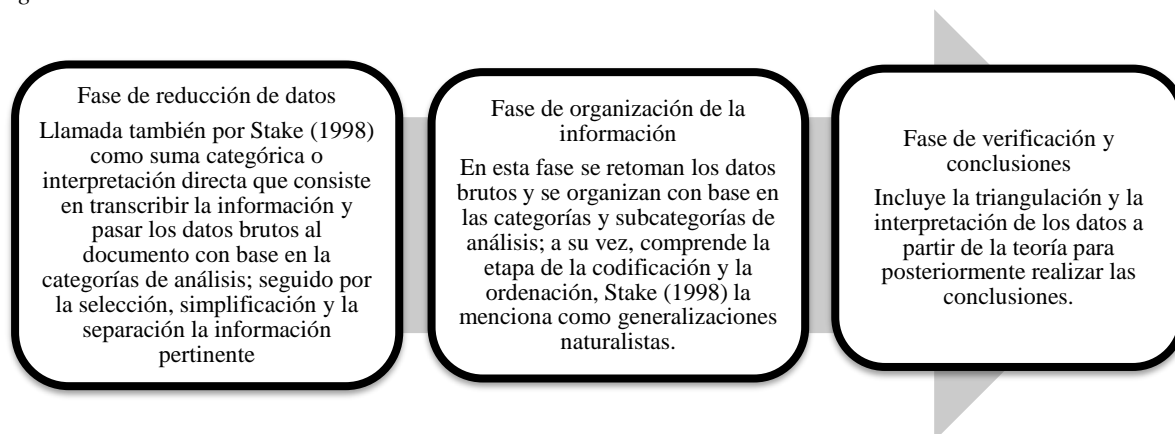 Fase de reducción de datos
Llamada también por Stake (1998)
como suma categórica o
interpretación directa que consiste
en transcribir la información y
pasar los datos brutos al
documento con base en la
categorías de análisis; seguido por
la selección, simplificación y la
separación la información
pertinente
Fase de organización de la
información
En esta fase se retoman los datos
brutos y se organizan con base en
las categorías y subcategorías de
análisis; a su vez, comprende la
etapa de la codificación y la
ordenación, Stake (1998) la
menciona como generalizaciones
naturalistas.
Fase de verificación y
conclusiones
Incluye la triangulación y la
interpretación de los datos a
partir de la teoría para
posteriormente realizar las
conclusiones.